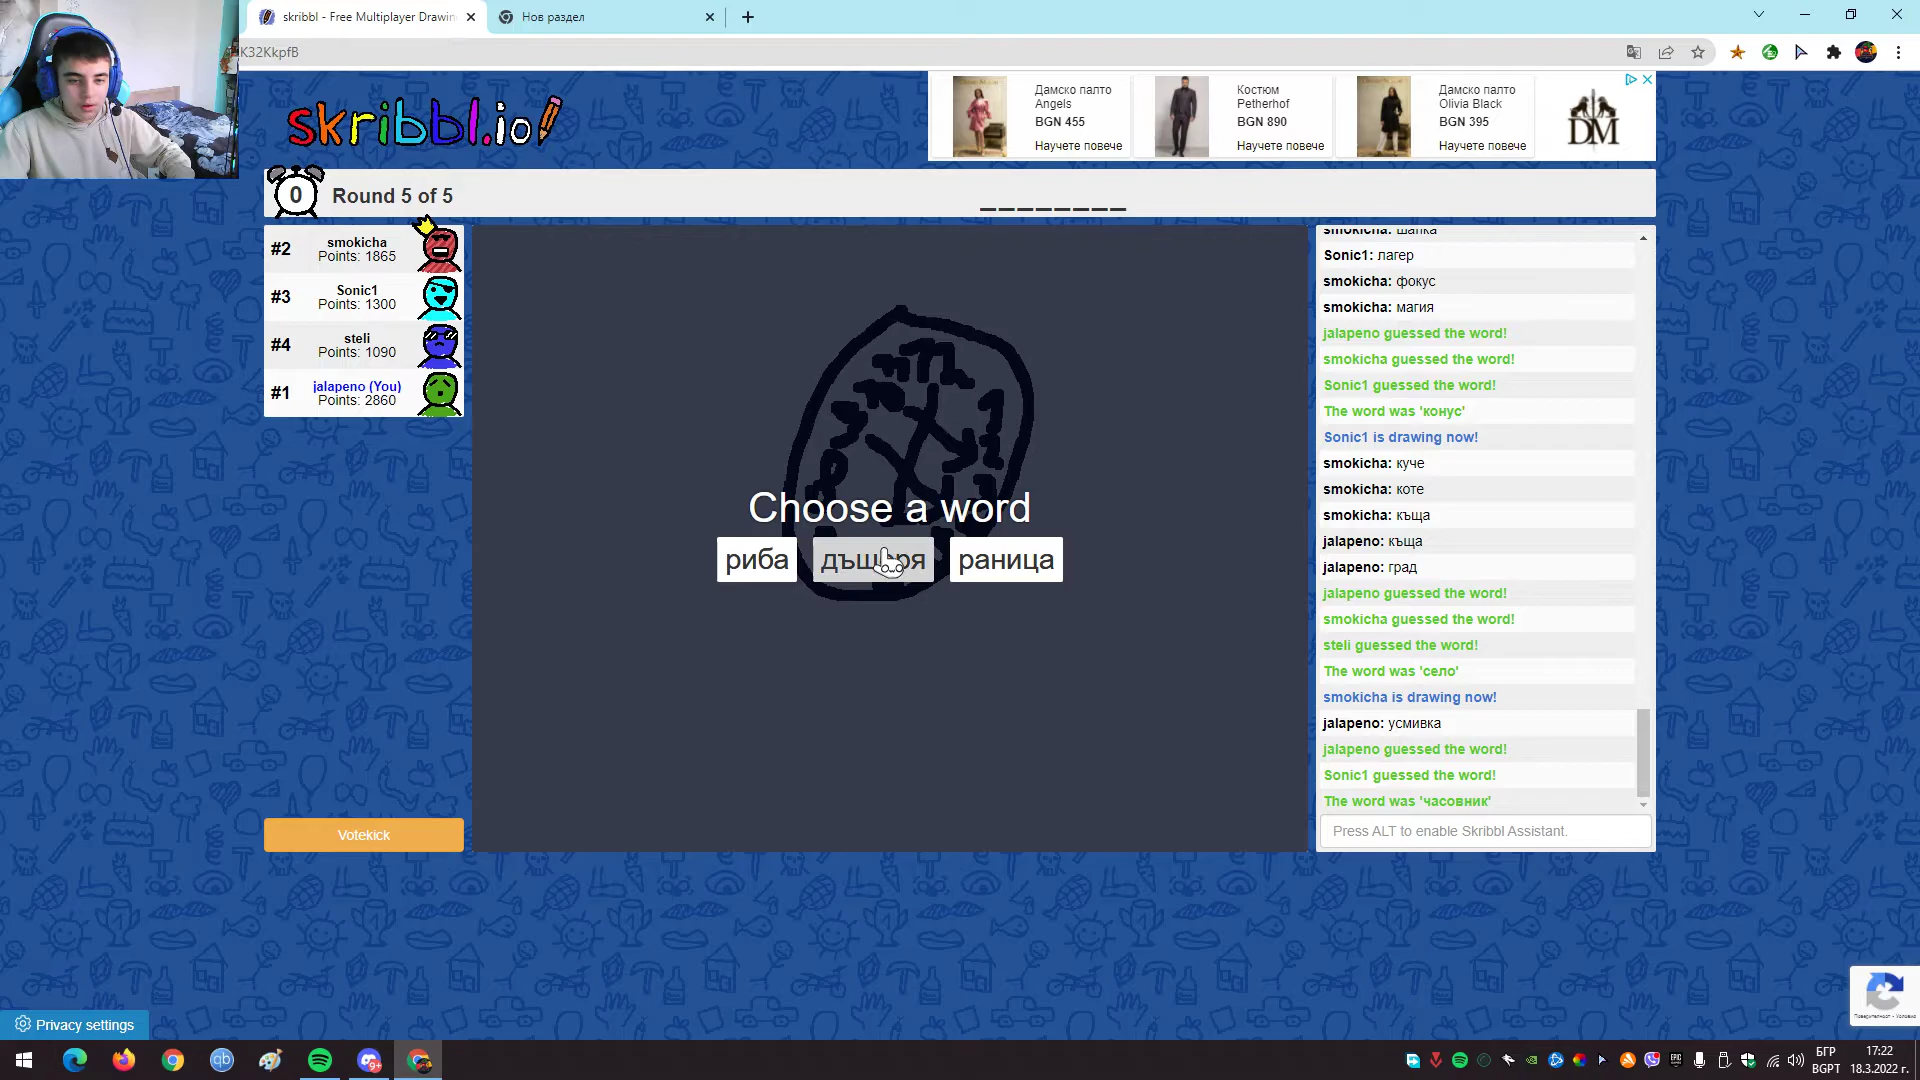 skribbl - Free Multiplayer Drawin
Нов раздел
K32KkpfB
skribbl.io
Дамско палто
Angels
BGN 455
Научете повече
Костюм
Petherhof
BGN 890
Научете повече
Дамско палто
Olivia Black
BGN 395
Научете повече
DM
0
Round 5 of 5
________
#2
smokicha
Points: 1865
#3
Sonic1
Points: 1300
#4
steli
Points: 1090
#1
jalapeno (You)
Points: 2860
Votekick
Choose a word
риба
раница
smokicha: шапка
Sonic1: лагер
smokicha: фокус
smokicha: магия
jalapeno guessed the word!
smokicha guessed the word!
Sonic1 guessed the word!
The word was 'конус'
Sonic1 is drawing now!
smokicha: куче
smokicha: коте
smokicha: къща
jalapeno: къща
jalapeno: град
jalapeno guessed the word!
smokicha guessed the word!
steli guessed the word!
The word was 'село'
smokicha is drawing now!
jalapeno: усмивка
jalapeno guessed the word!
Sonic1 guessed the word!
The word was 'часовник'
Press ALT to enable Skribbl Assistant.
Privacy settings
qb
9+
БГР
BGPT
17:22
18.3.2022 г.